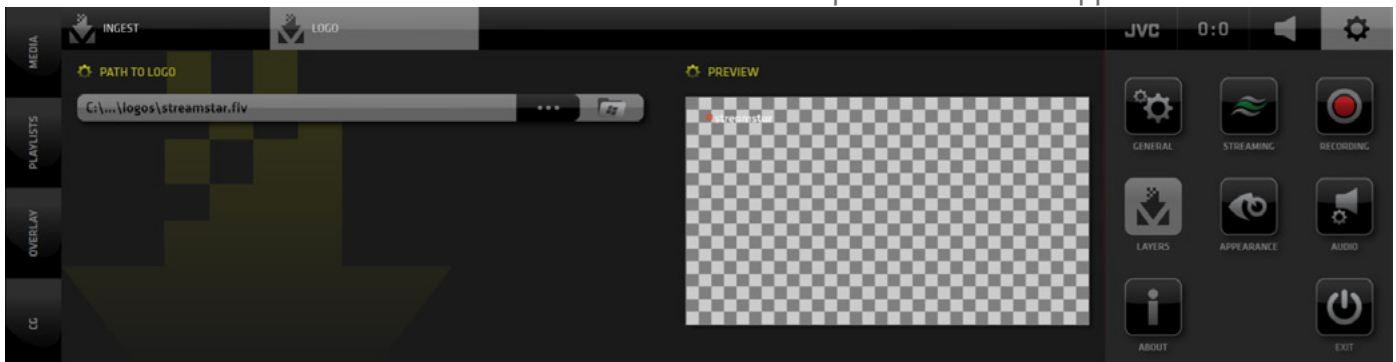 MEDIA
PLAYLISTS
OVERLAY
CG
INGEST
LOGO
PATH TO LOGO
C:\...\logos\streamstar.flv
...
PREVIEW
streamstar
JVC
0:0
GENERAL
STREAMING
RECORDING
LAYERS
APPEARANCE
AUDIO
ABOUT
EXIT